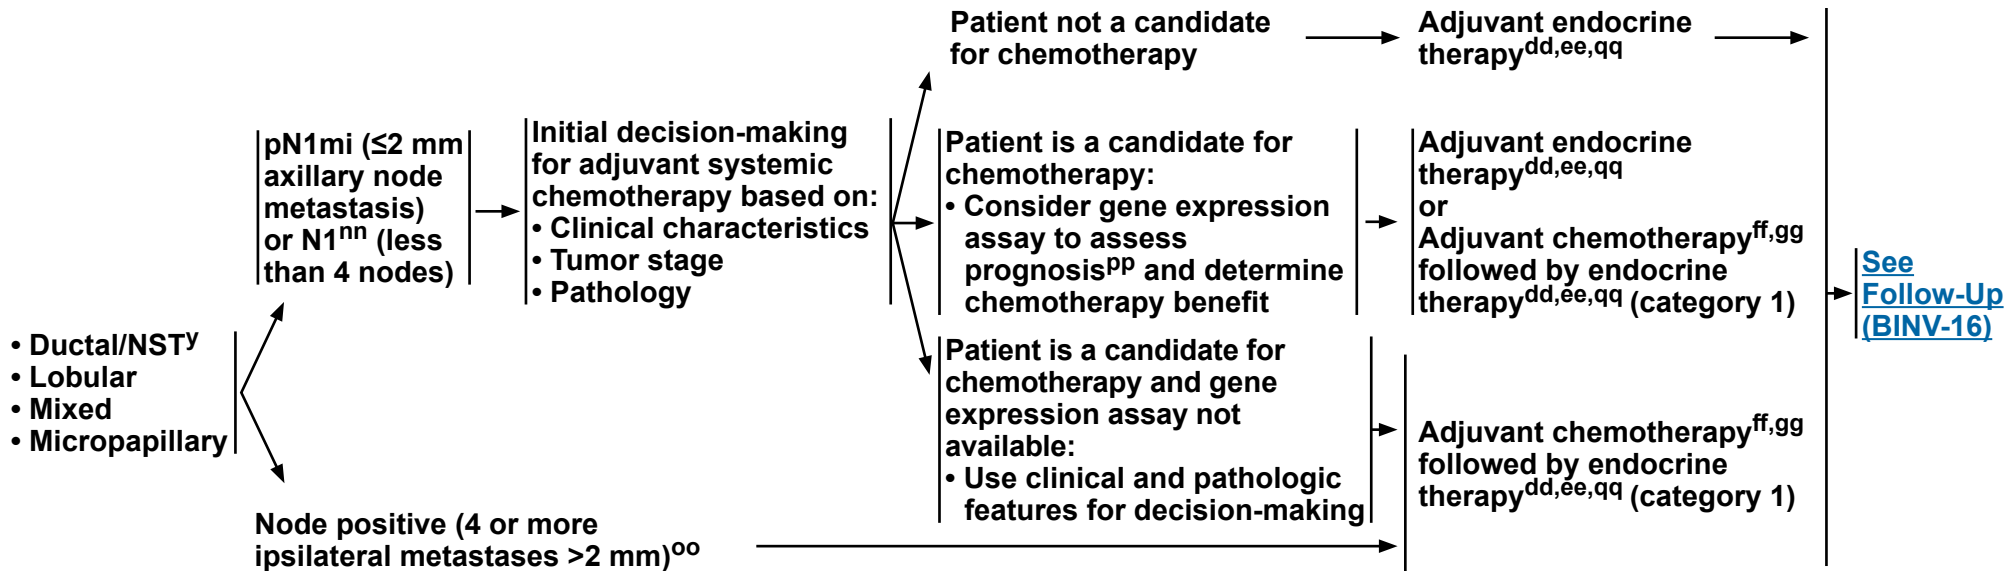 • Ductal/NSTy
• Lobular
• Mixed
• Micropapillary
pN1mi (≤2 mm
axillary node
metastasis)
or N1nn (less
than 4 nodes)
Node positive (4 or more
ipsilateral metastases >2 mm)oo
Initial decision-making
for adjuvant systemic
chemotherapy based on:
• Clinical characteristics
• Tumor stage
• Pathology
Patient not a candidate
for chemotherapy
Adjuvant endocrine
therapydd,ee,qq
Patient is a candidate for
chemotherapy:
• Consider gene expression
assay to assess
prognosispp and determine
chemotherapy benefit
Adjuvant endocrine
therapydd,ee,qq
or
Adjuvant chemotherapyff,gg
followed by endocrine
therapydd,ee,qq (category 1)
Patient is a candidate for
chemotherapy and gene
expression assay not
available:
• Use clinical and pathologic
features for decision-making
Adjuvant chemotherapyff,gg
followed by endocrine
therapydd,ee,qq (category 1)
See
Follow-Up
(BINV-16)